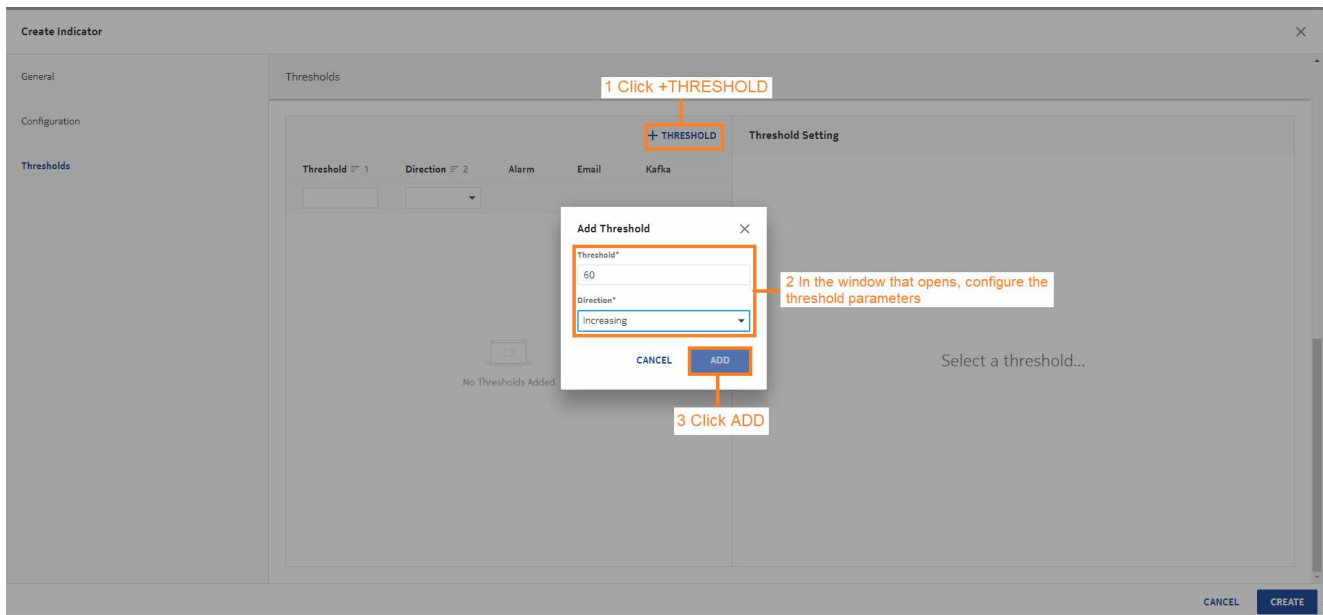 Create Indicator
General
Configuration
Thresholds
Thresholds
1 Click +THRESHOLD
+ THRESHOLD
Threshold 1 Direction 2 Alarm Email Kafka
No Thresholds Added
Threshold Setting
Select a threshold...
Add Threshold
Threshold*
60
Direction*
Increasing
CANCEL ADD
2 In the window that opens, configure the
threshold parameters
3 Click ADD
CANCEL CREATE